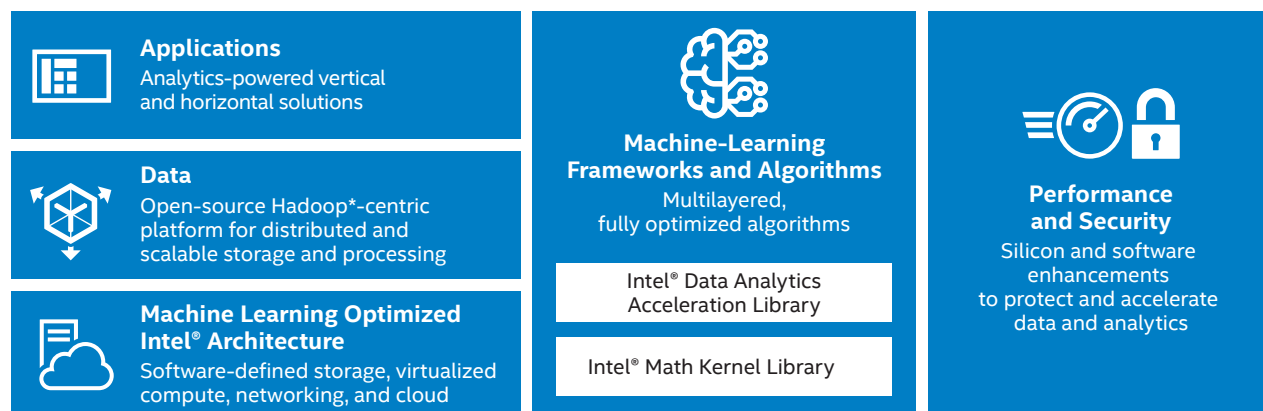 Applications
Analytics-powered vertical
and horizontal solutions
Data
Open-source Hadoop*-centric
platform for distributed and
scalable storage and processing
Machine Learning Optimized
Intel® Architecture
Software-defined storage, virtualized
compute, networking, and cloud
Machine-Learning
Frameworks and Algorithms
Multilayered,
fully optimized algorithms
Intel® Data Analytics
Acceleration Library
Intel® Math Kernel Library
Performance
and Security
Silicon and software
enhancements
to protect and accelerate
data and analytics